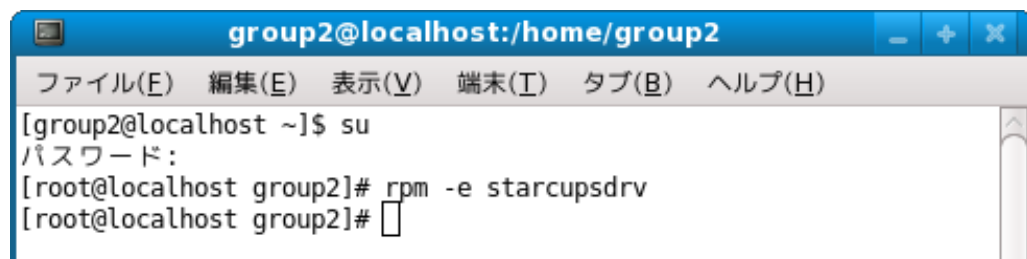 group2@localhost:/home/group2
ファイル(F) 編集(E) 表示(V) 端末(T) タブ(B) ヘルプ(H)
[group2@localhost ~]$ su
パスワード:
[root@localhost group2]# rpm -e starcupsdrv
[root@localhost group2]#